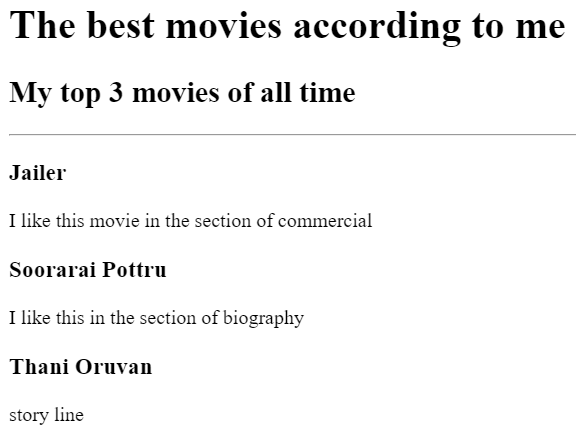 The best movies according to me
My top 3 movies of all time
Jailer
I like this movie in the section of commercial
Soorarai Pottru
I like this in the section of biography
Thani Oruvan
story line